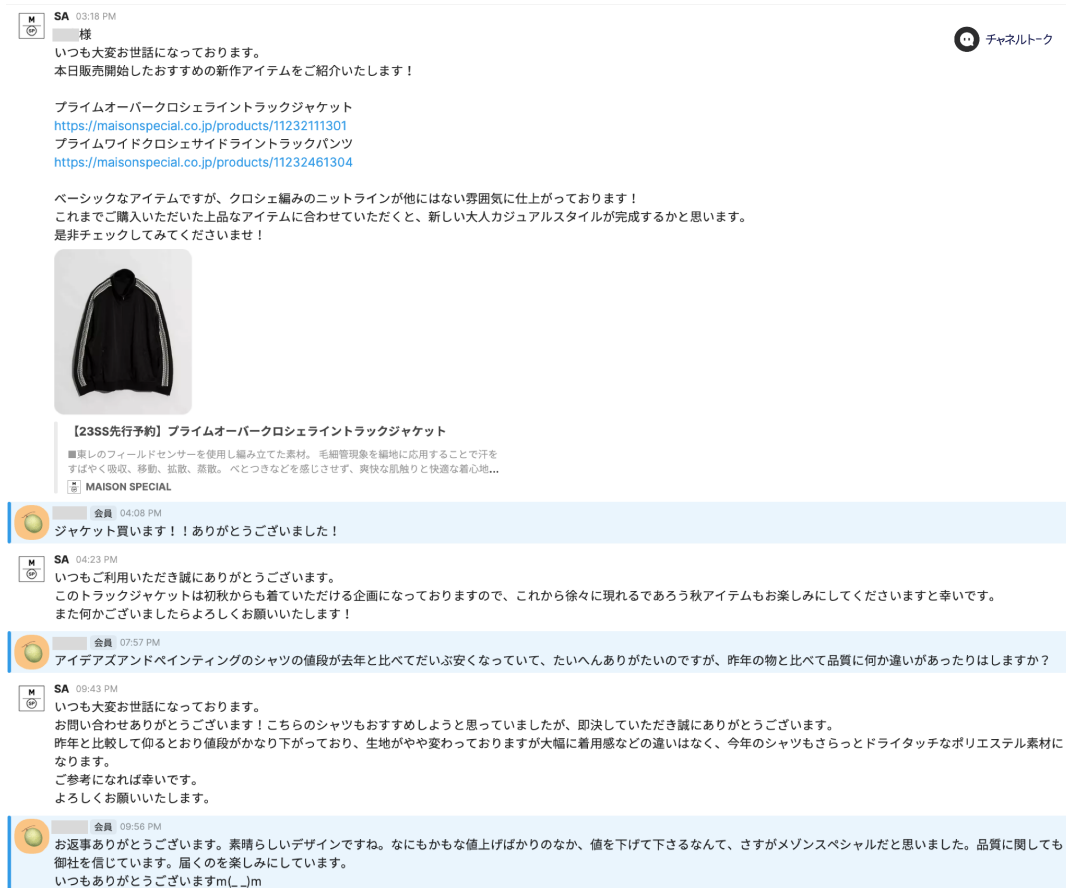 SA 03:18 PM
様
チャネルトーク
いつも大変お世話になっております。
本日販売開始したおすすめの新作アイテムをご紹介いたします！
プライムオーバークロシェライントラックジャケット
https://maisonspecial.co.jp/products/11232111301
プライムワイドクロシェサイドライントラックパンツ
https://maisonspecial.co.jp/products/11232461304
ベーシックなアイテムですが、クロシェ編みのニットラインが他にはない雰囲気に仕上がっております！
これまでご購入いただいた上品なアイテムに合わせていただくと、新しい大人カジュアルスタイルが完成するかと思います。
是非チェックしてみてくださいませ！
【23SS先行予約】プライムオーバークロシェライントラックジャケット
■東レのフィールドセンサーを使用し編み立てた素材。 毛細管現象を編地に応用することで汗を
すばやく吸収、移動、拡散、蒸散。 べとつきなどを感じさせず、爽快な肌触りと快適な着心地...
MAISON SPECIAL
会員 04:08 PM
ジャケット買います！！ありがとうございました！
SA 04:23 PM
いつもご利用いただき誠にありがとうございます。
このトラックジャケットは初秋からも着ていただける企画になっておりますので、これから徐々に現れるであろう秋アイテムもお楽しみにしてくださいますと幸いです。
また何かございましたらよろしくお願いいたします！
会員 07:57 PM
アイデアズアンドペインティングのシャツの値段が去年と比べてだいぶ安くなっていて、たいへんありがたいのですが、昨年の物と比べて品質に何か違いがあったりはしますか？
SA 09:43 PM
いつも大変お世話になっております。
お問い合わせありがとうございます！こちらのシャツもおすすめしようと思っていましたが、即決していただき誠にありがとうございます。
昨年と比較して仰るとおり値段がかなり下がっており、生地がやや変わっておりますが大幅に着用感などの違いはなく、今年のシャツもさらっとドライタッチなポリエステル素材に
なります。
ご参考になれば幸いです。
よろしくお願いいたします。
会員 09:56 PM
お返事ありがとうございます。素晴らしいデザインですね。なにもかもな値上げばかりのなか、値を下げて下さるなんて、さすがメゾンスペシャルだと思いました。品質に関しても
御社を信じています。届くのを楽しみにしています。
いつもありがとうございますm(_ _)m